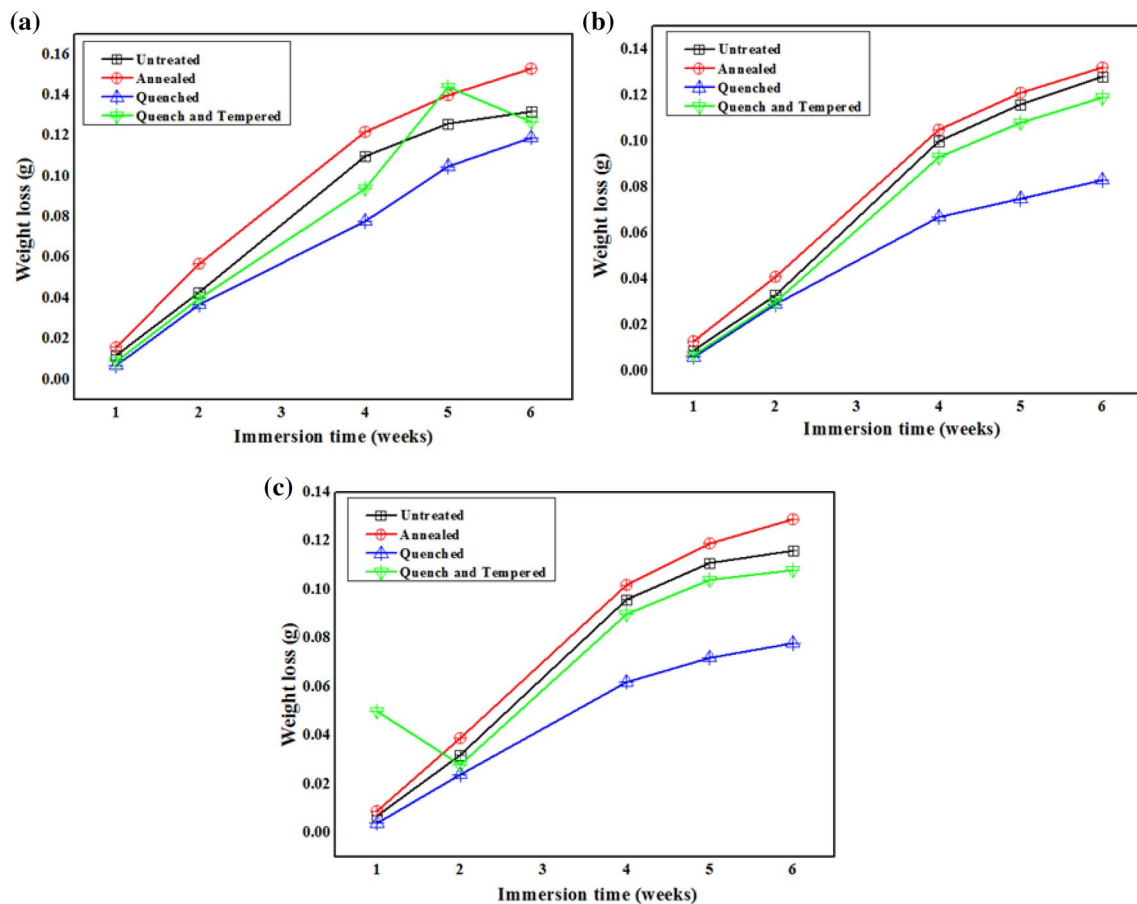 (a)
Untreated
Annealed
Quenched
Quench and Tempered
0.16
0.14
0.12
0.10
0.08
0.06
0.04
0.02
0.00
Weight loss (g)
1 2 3 4 5 6
Immersion time (weeks)
(b)
Untreated
Annealed
Quenched
Quench and Tempered
0.14
0.12
0.10
0.08
0.06
0.04
0.02
0.00
Weight loss (g)
1 2 3 4 5 6
Immersion time (weeks)
(c)
Untreated
Annealed
Quenched
Quench and Tempered
0.14
0.12
0.10
0.08
0.06
0.04
0.02
0.00
Weight loss (g)
1 2 3 4 5 6
Immersion time (weeks)